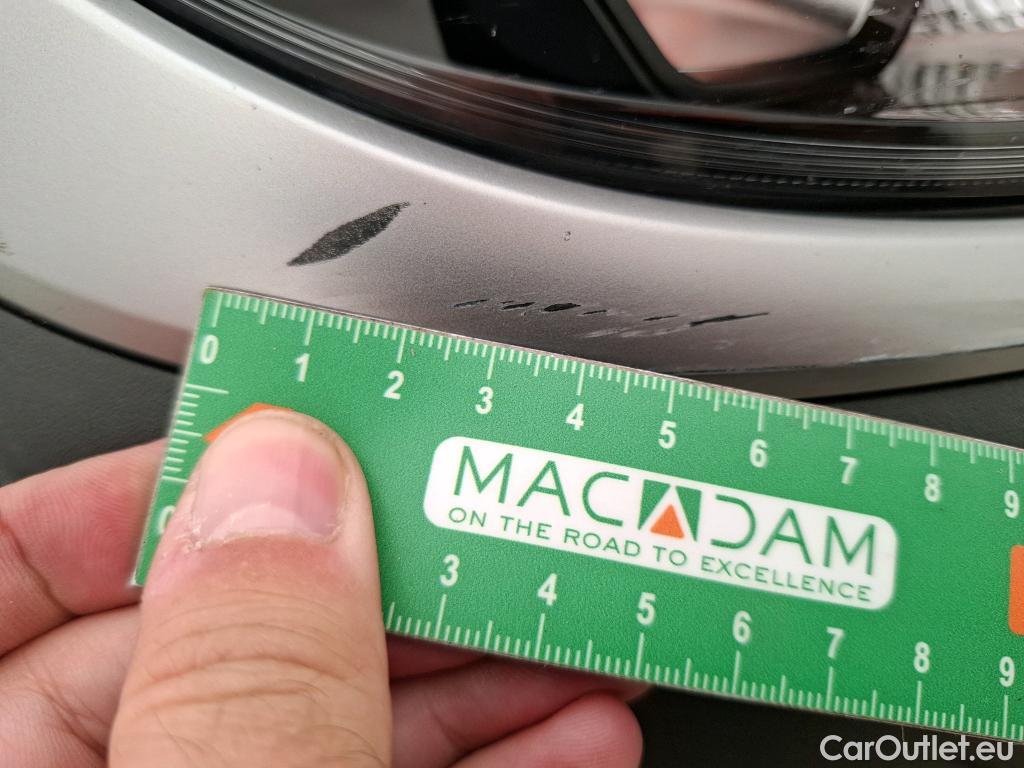 0 1 2 3 4 5 6 7 8 9
MACADAM
ON THE ROAD TO EXCELLENCE
3 4 5 6 7 8 9
CarOutlet.eu